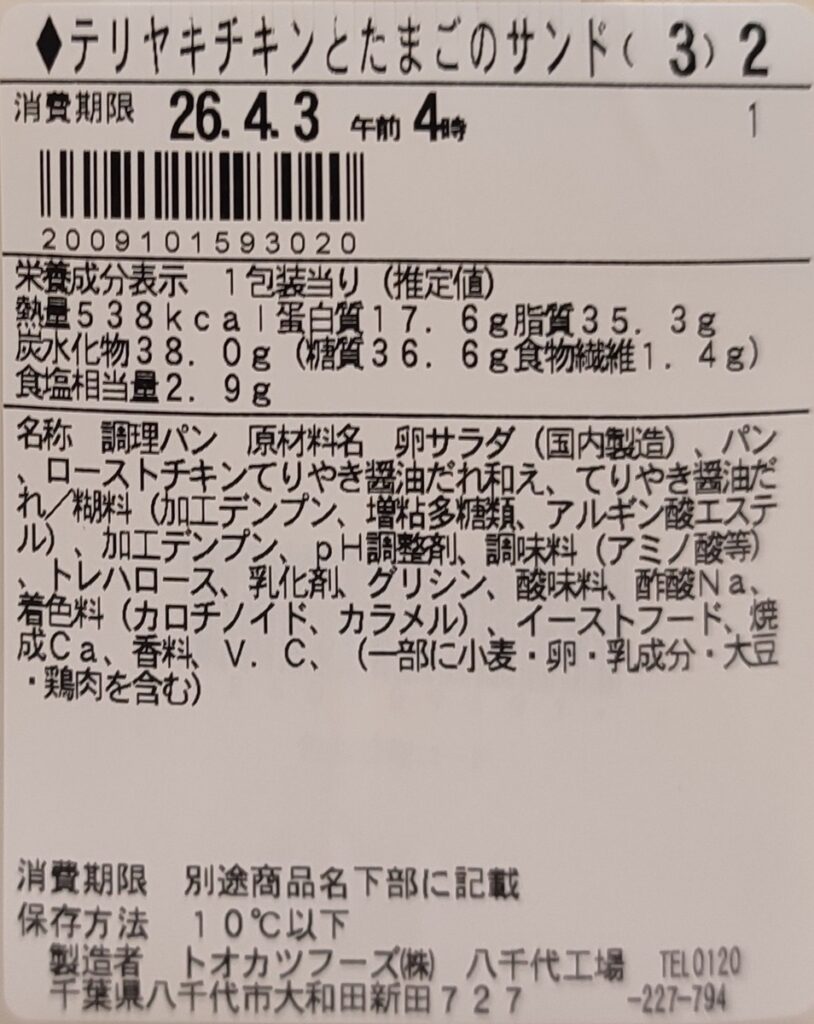 ◆テリヤキチキンとたまごのサンド( 3) 2
消費期限 26.4.3 午前 4時 1
2009101593020
栄養成分表示 1包装当り(推定値)
熱量538kcal蛋白質17.6g脂質35.3g
炭水化物38.0g(糖質36.6g食物繊維1.4g)
食塩相当量2.9g
名称 調理パン 原材料名 卵サラダ(国内製造)、パン
、ローストチキンてりやき醤油だれ和え、てりやき醤油だ
れ/糊料(加工デンプン、増粘多糖類、アルギン酸エステ
ル)、加工デンプン、pH調整剤、調味料(アミノ酸等)
、トレハロース、乳化剤、グリシン、酸味料、酢酸Na、
着色料(カロチノイド、カラメル)、イーストフード、焼
成Ca、香料、V.C、(一部に小麦・卵・乳成分・大豆
・鶏肉を含む)
消費期限 別途商品名下部に記載
保存方法 10℃以下
製造者 トオカツフーズ(株) 八千代工場 TEL0120
千葉県八千代市大和田新田727 -227-794